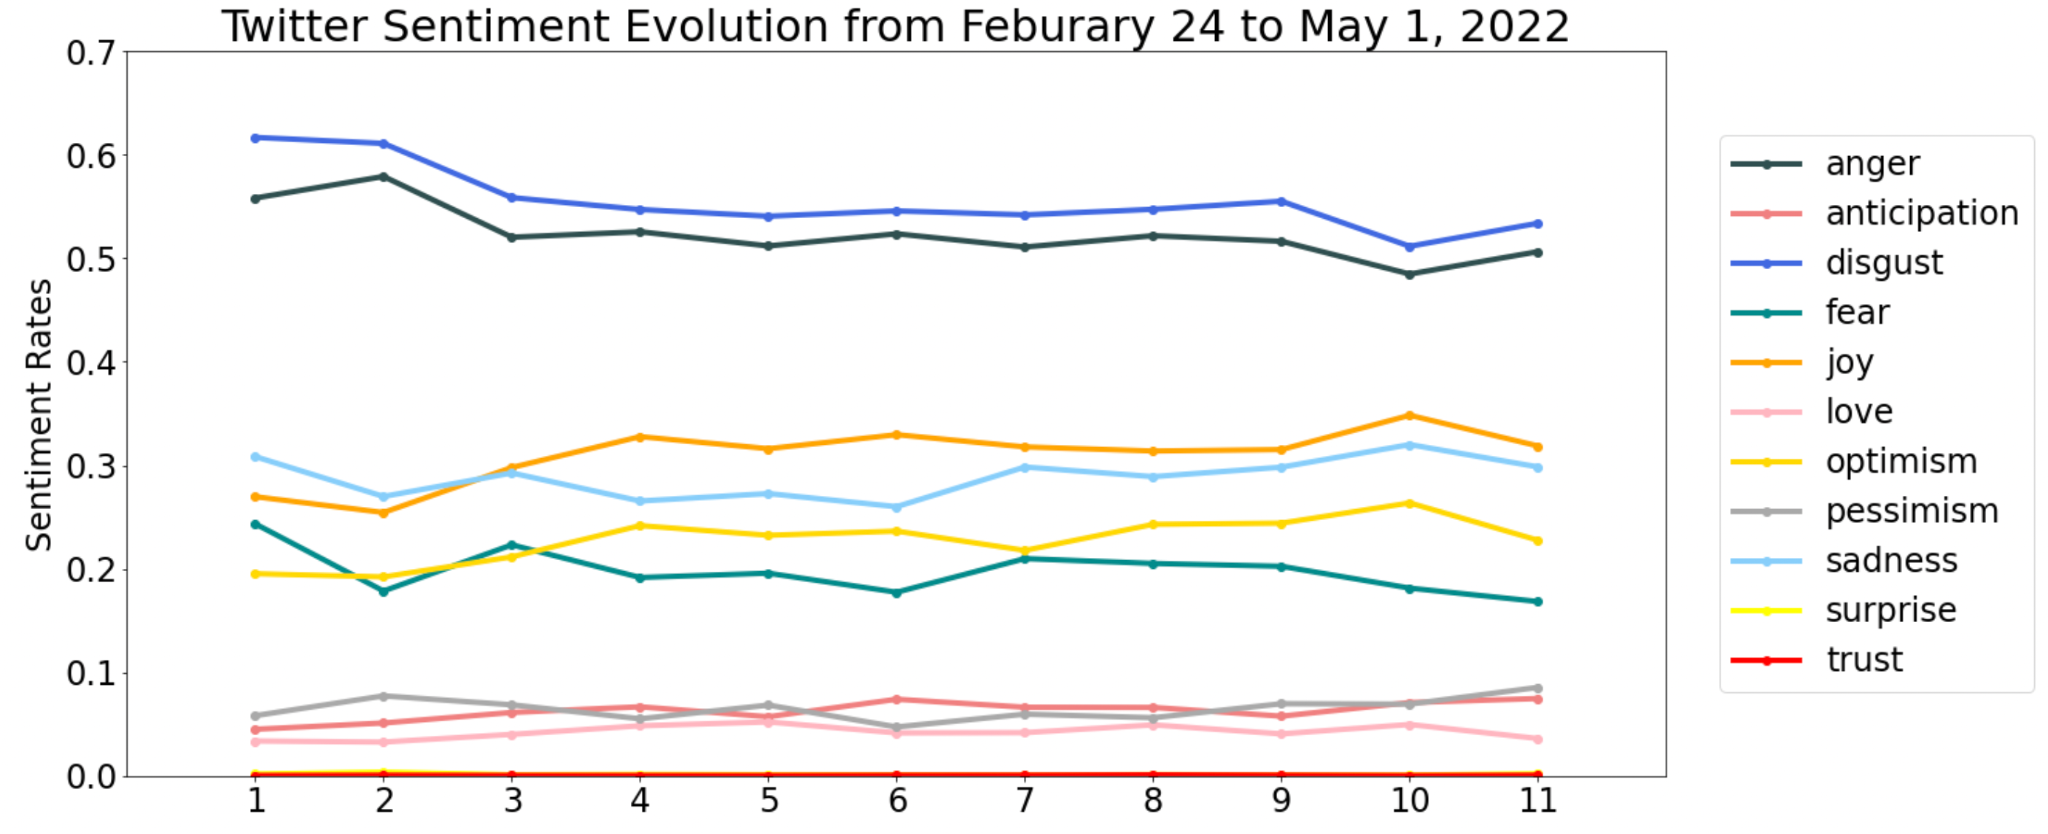 Twitter Sentiment Evolution from Feburary 24 to May 1, 2022
Sentiment Rates
0.7
0.6
0.5
0.4
0.3
0.2
0.1
0.0
1 2 3 4 5 6 7 8 9 10 11
anger
anticipation
disgust
fear
joy
love
optimism
pessimism
sadness
surprise
trust